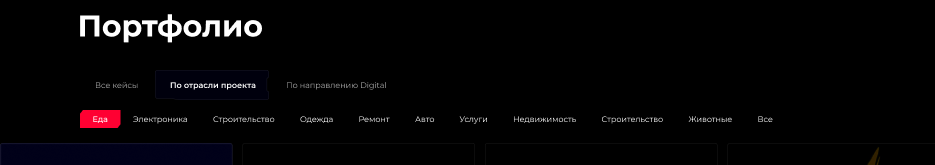 Портфолио
Все кейсы По отрасли проекта По направлению Digital
Еда Электроника Строительство Одежда Ремонт Авто Услуги Недвижимость Строительство Животные Все